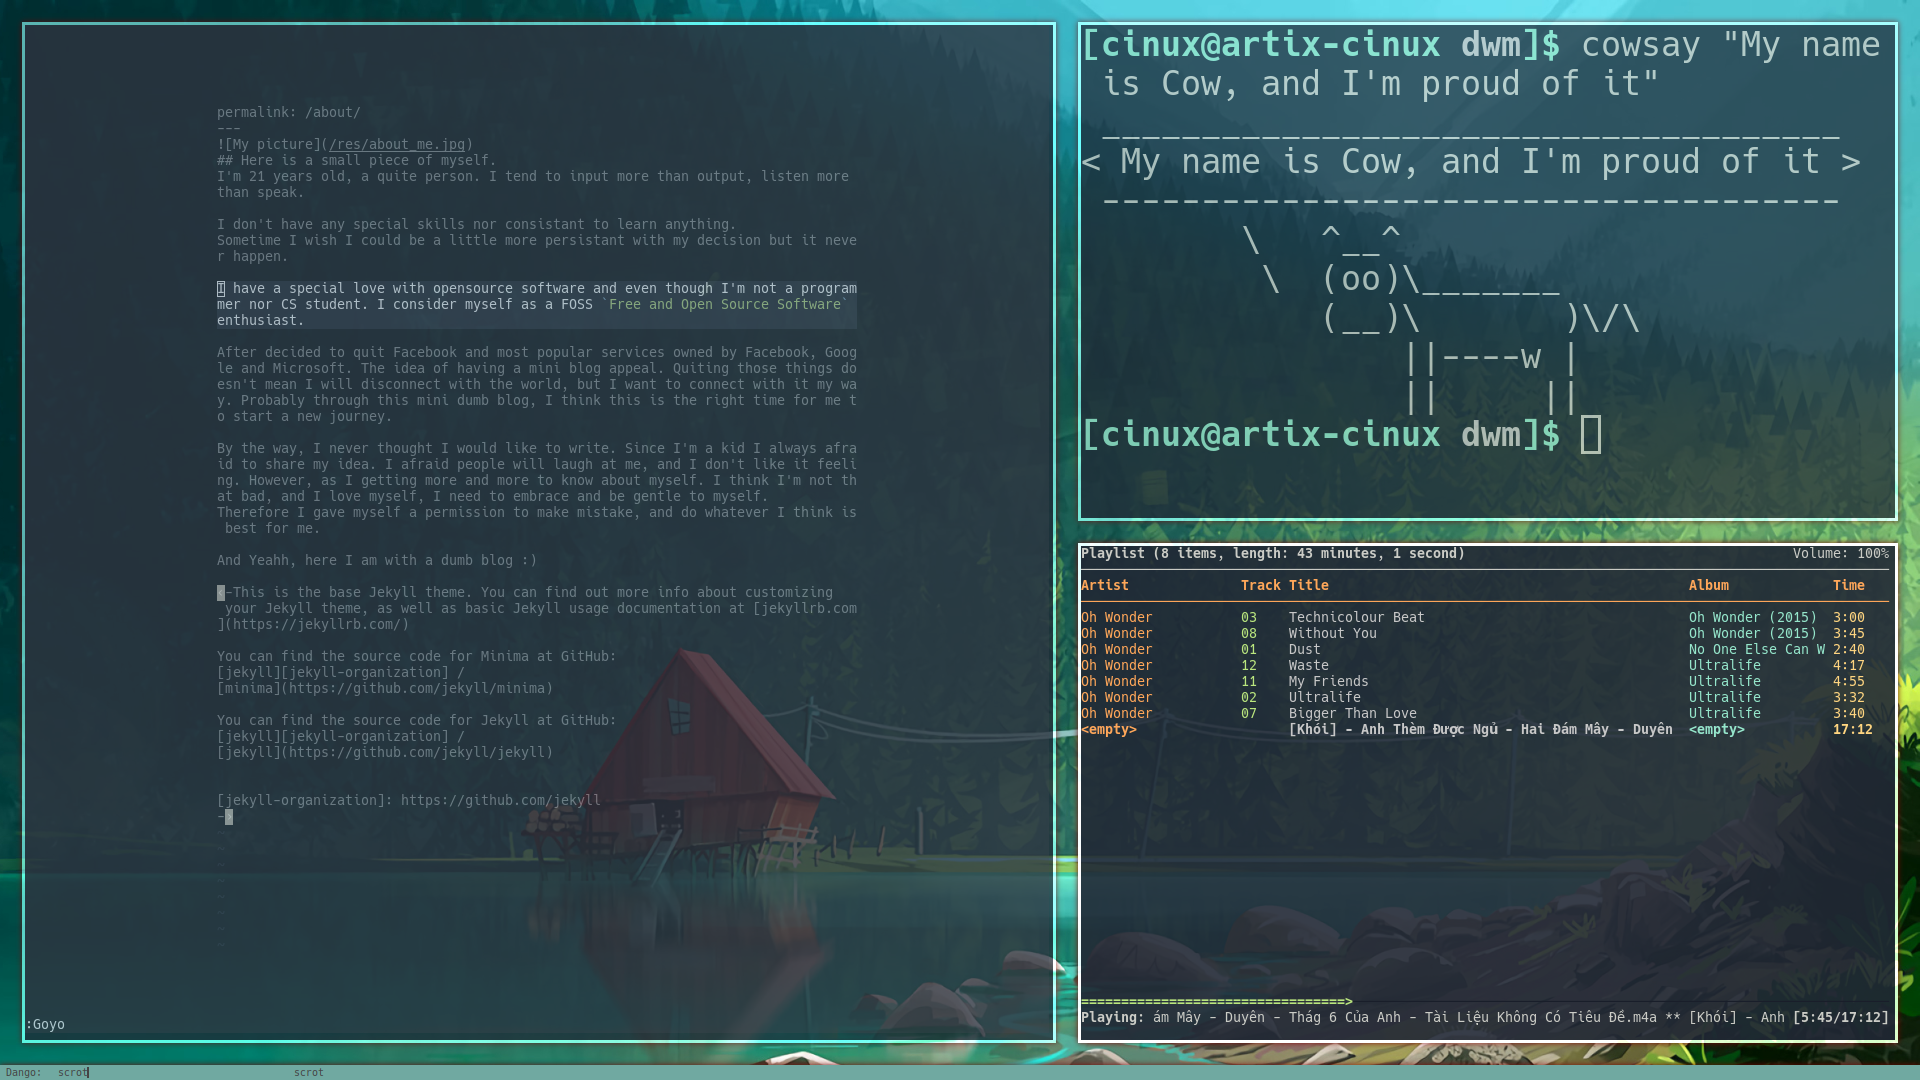 permalink: /about/
---
![My picture](/res/about_me.jpg)
## Here is a small piece of myself.
I'm 21 years old, a quite person. I tend to input more than output, listen more
than speak.
I don't have any special skills nor consistant to learn anything.
Sometime I wish I could be a little more persistant with my decision but it neve
r happen.
I have a special love with opensource software and even though I'm not a program
mer nor CS student. I consider myself as a FOSS `Free and Open Source Software`
enthusiast.
After decided to quit Facebook and most popular services owned by Facebook, Goog
le and Microsoft. The idea of having a mini blog appeal. Quiting those things do
esn't mean I will disconnect with the world, but I want to connect with it my wa
y. Probably through this mini dumb blog, I think this is the right time for me t
o start a new journey.
By the way, I never thought I would like to write. Since I'm a kid I always afra
id to share my idea. I afraid people will laugh at me, and I don't like it feeli
ng. However, as I getting more and more to know about myself. I think I'm not th
at bad, and I love myself, I need to embrace and be gentle to myself.
Therefore I gave myself a permission to make mistake, and do whatever I think is
 best for me.
And Yeahh, here I am with a dumb blog :)
<-This is the base Jekyll theme. You can find out more info about customizing
 your Jekyll theme, as well as basic Jekyll usage documentation at [jekyllrb.com
](https://jekyllrb.com/)
You can find the source code for Minima at GitHub:
[jekyll][jekyll-organization] /
[minima](https://github.com/jekyll/minima)
You can find the source code for Jekyll at GitHub:
[jekyll][jekyll-organization] /
[jekyll](https://github.com/jekyll/jekyll)
[jekyll-organization]: https://github.com/jekyll
->
:Goyo
[cinux@artix-cinux dwm]$ cowsay "My name
 is Cow, and I'm proud of it"
 _____________________________________
< My name is Cow, and I'm proud of it >
 -------------------------------------
        \   ^__^
         \  (oo)\_______
            (__)\       )\/\
                ||----w |
                ||     ||
[cinux@artix-cinux dwm]$
Playlist (8 items, length: 43 minutes, 1 second) Volume: 100%
Artist Track Title Album Time
Oh Wonder 03 Technicolour Beat Oh Wonder (2015) 3:00
Oh Wonder 08 Without You Oh Wonder (2015) 3:45
Oh Wonder 01 Dust No One Else Can W 2:40
Oh Wonder 12 Waste Ultralife 4:17
Oh Wonder 11 My Friends Ultralife 4:55
Oh Wonder 02 Ultralife Ultralife 3:32
Oh Wonder 07 Bigger Than Love Ultralife 3:40
<empty> [Khói] - Anh Thèm Được Ngủ - Hai Đám Mây - Duyên <empty> 17:12
=================================>
Playing: ám Mây - Duyên - Thág 6 Của Anh - Tài Liệu Không Có Tiêu Đề.m4a ** [Khói] - Anh [5:45/17:12]
Dango: scrot scrot